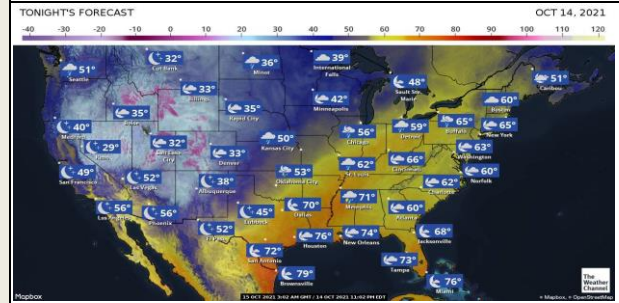 TONIGHT'S FORECAST
OCT 14, 2021
-40 -30 -20 -10 0 10 20 30 40 50 60 70 80 90 100 110 120
51°
Seattle
32°
Cut Bank
36°
Minot
39°
International
Falls
48°
Sault Ste.
Marie
51°
Caribou
33°
Billings
35°
Rapid City
42°
Minneapolis
60°
Boston
40°
35°
Boise
50°
Kansas City
56°
Chicago
59°
Detroit
65°
Buffalo
65°
New York
29°
Reno
32°
Salt Lake
City
33°
Denver
62°
St. Louis
66°
Cincinnati
63°
Washington
49°
San Francisco
52°
Las Vegas
38°
Albuquerque
53°
Oklahoma City
62°
Charlotte
60°
Norfolk
56°
Los Angeles
56°
Phoenix
45°
Lubbock
70°
Dallas
71°
Memphis
60°
Atlanta
52°
El Paso
76°
Houston
74°
New Orleans
68°
Jacksonville
72°
San Antonio
73°
Tampa
79°
Brownsville
76°
Miami
The
Weather
Channel
Mapbox
15 OCT 2021 3:02 AM GMT / 14 OCT 2021 11:02 PM EDT
© Mapbox, © OpenStreetMap